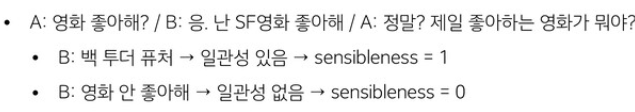 • A: 영화 좋아해? / B: 응. 난 SF영화 좋아해 / A: 정말? 제일 좋아하는 영화가 뭐야?
• B: 백 투더 퓨처 → 일관성 있음 → sensibleness = 1
• B: 영화 안 좋아해 → 일관성 없음 → sensibleness = 0